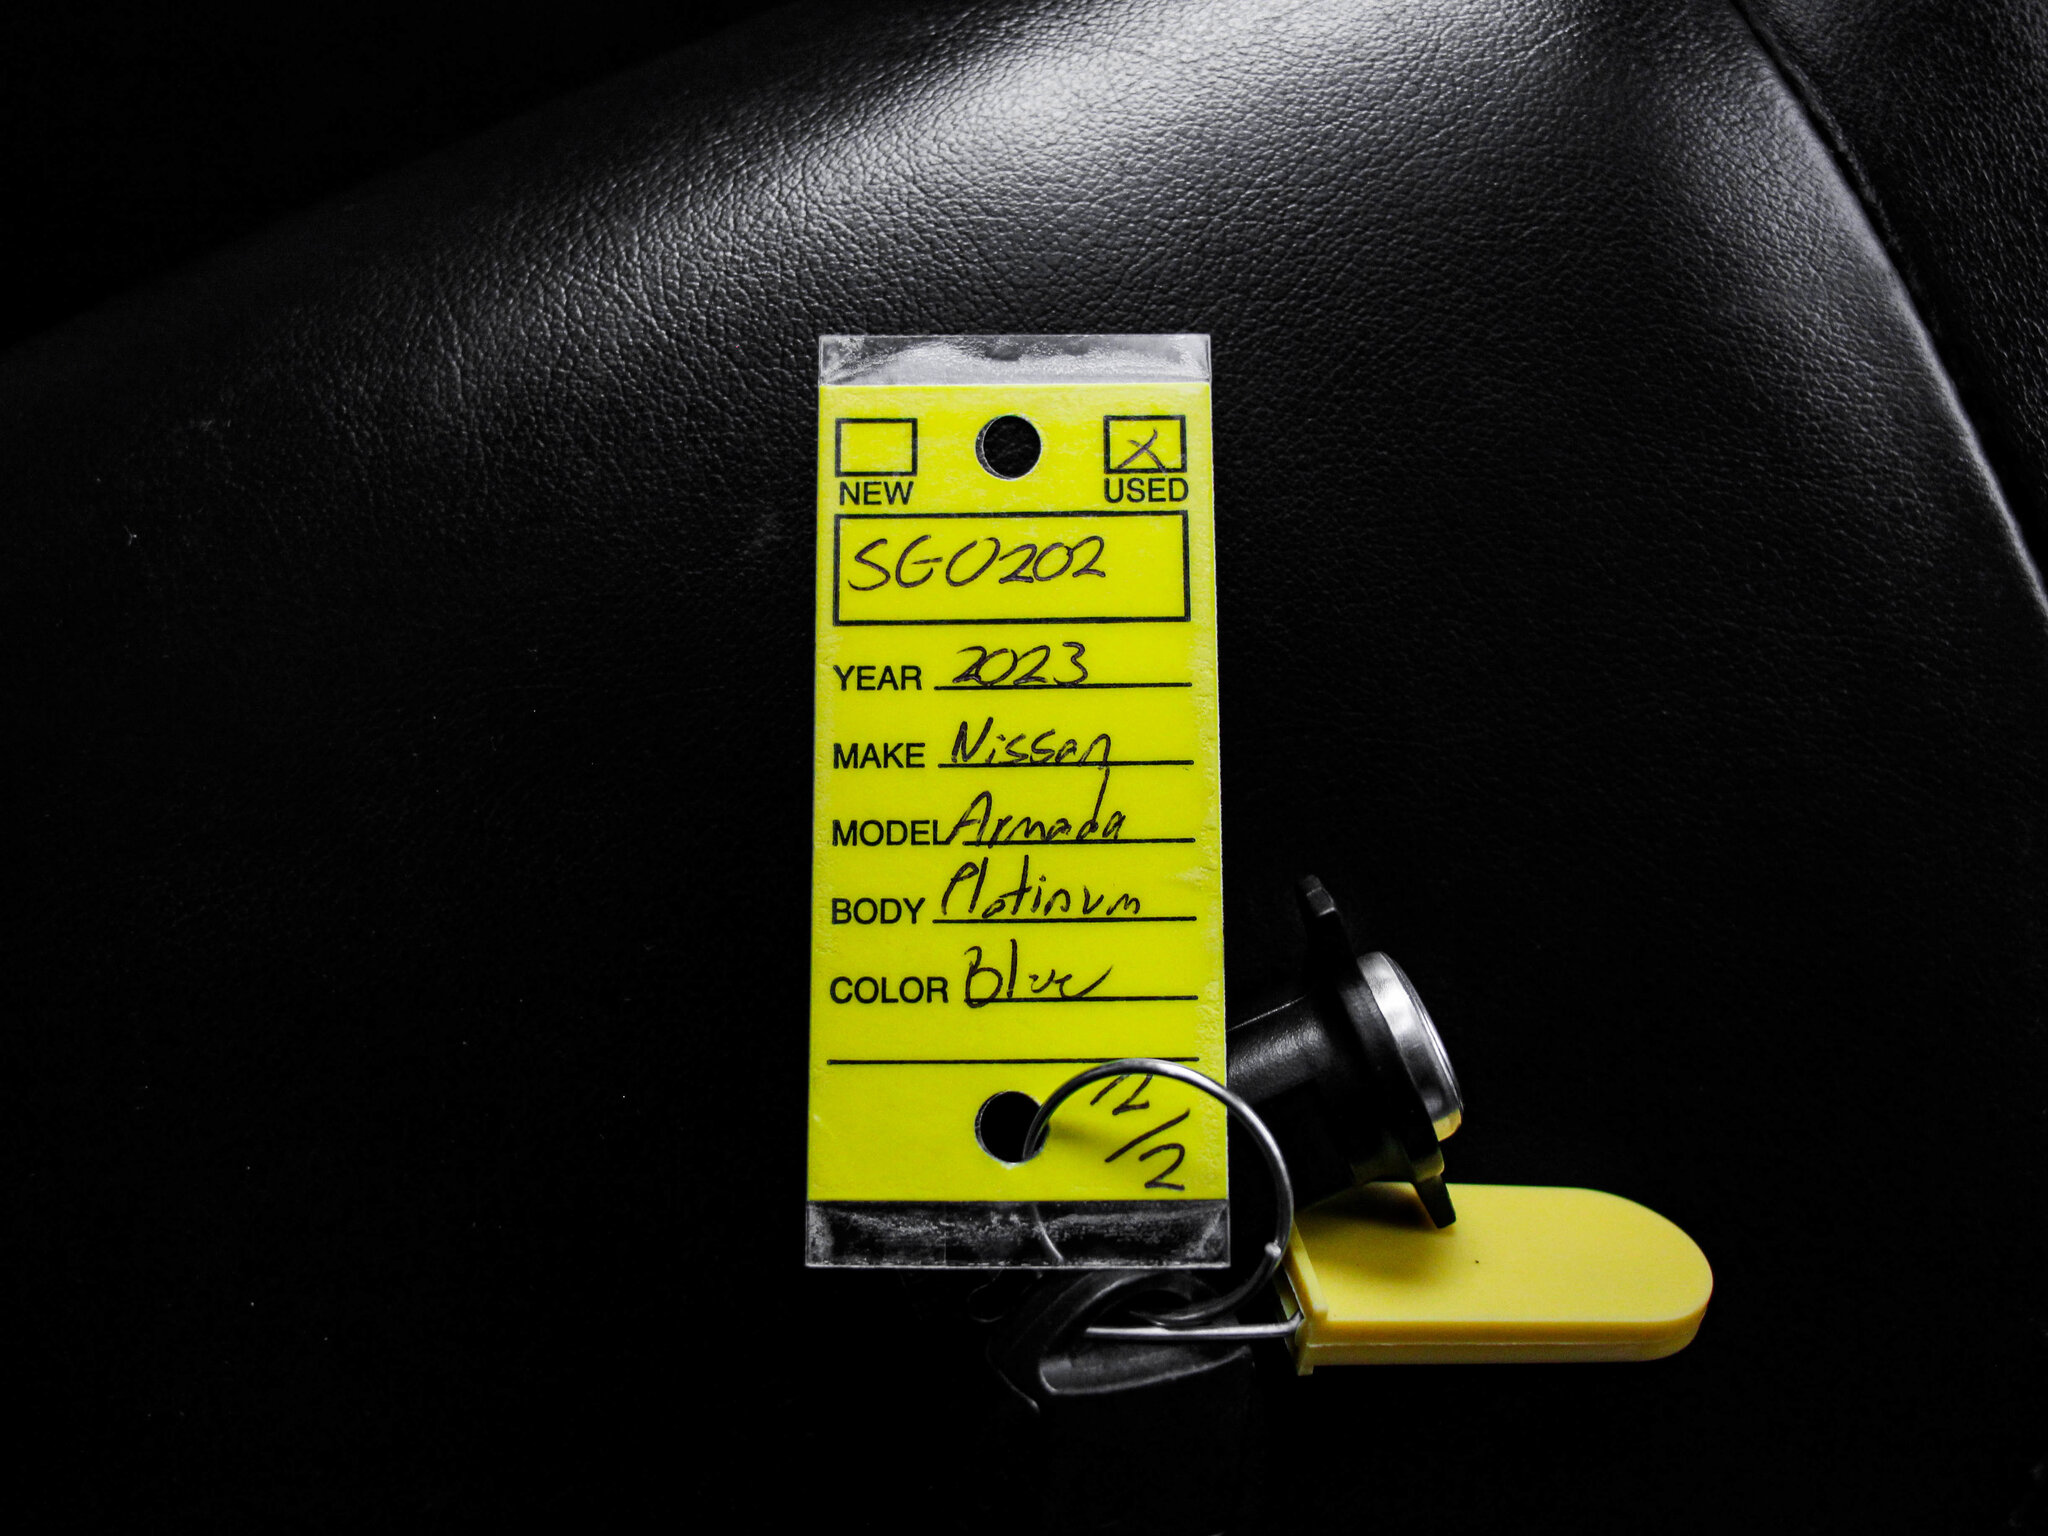 NEW X USED
SG0202
YEAR 2023
MAKE Nissan
MODEL Armada
BODY Platinum
COLOR Blue
12/2